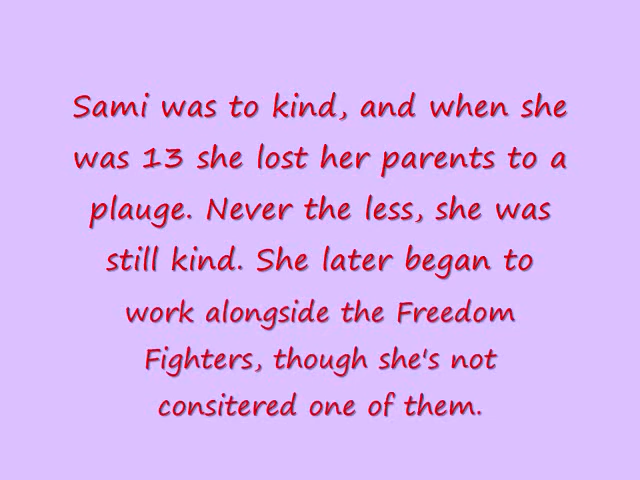 Sami was to kind, and when she
was 13 she lost her parents to a
plauge. Never the less, she was
still kind. She later began to
work alongside the Freedom
Fighters, though she's not
consitered one of them.